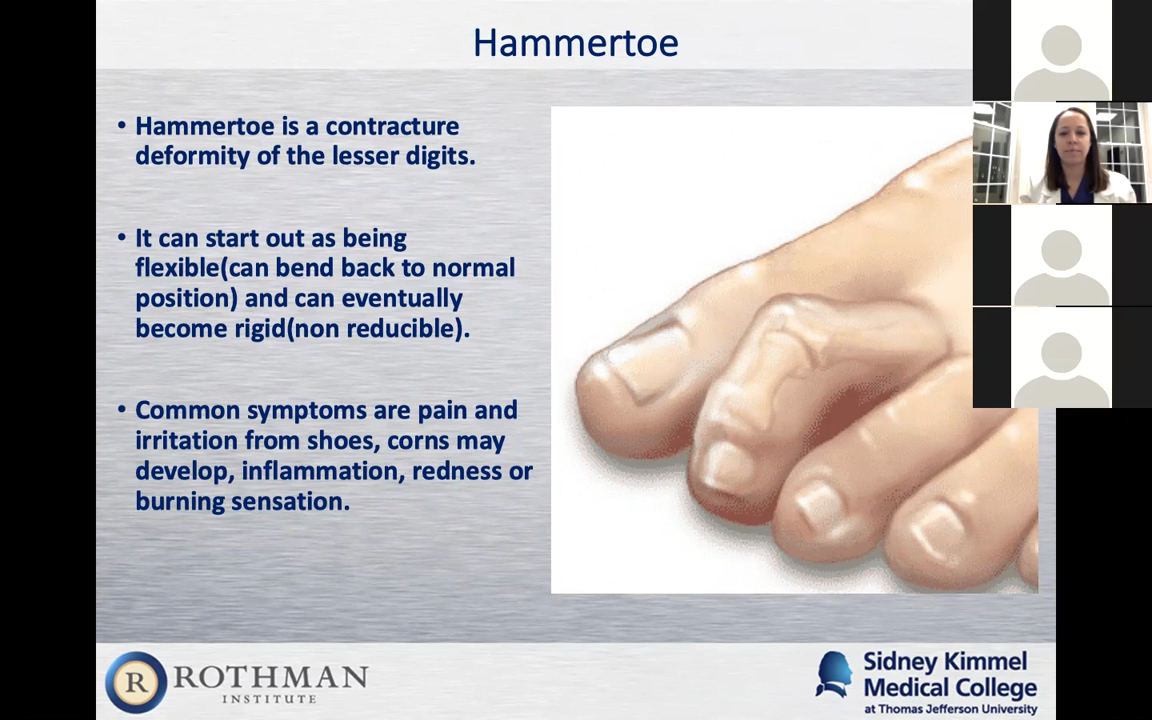 Hammertoe
• Hammertoe is a contracture
deformity of the lesser digits.
• It can start out as being
flexible(can bend back to normal
position) and can eventually
become rigid(non reducible).
• Common symptoms are pain and
irritation from shoes, corns may
develop, inflammation, redness or
burning sensation.
R ROTHMAN
INSTITUTE
Sidney Kimmel
Medical College
at Thomas Jefferson University